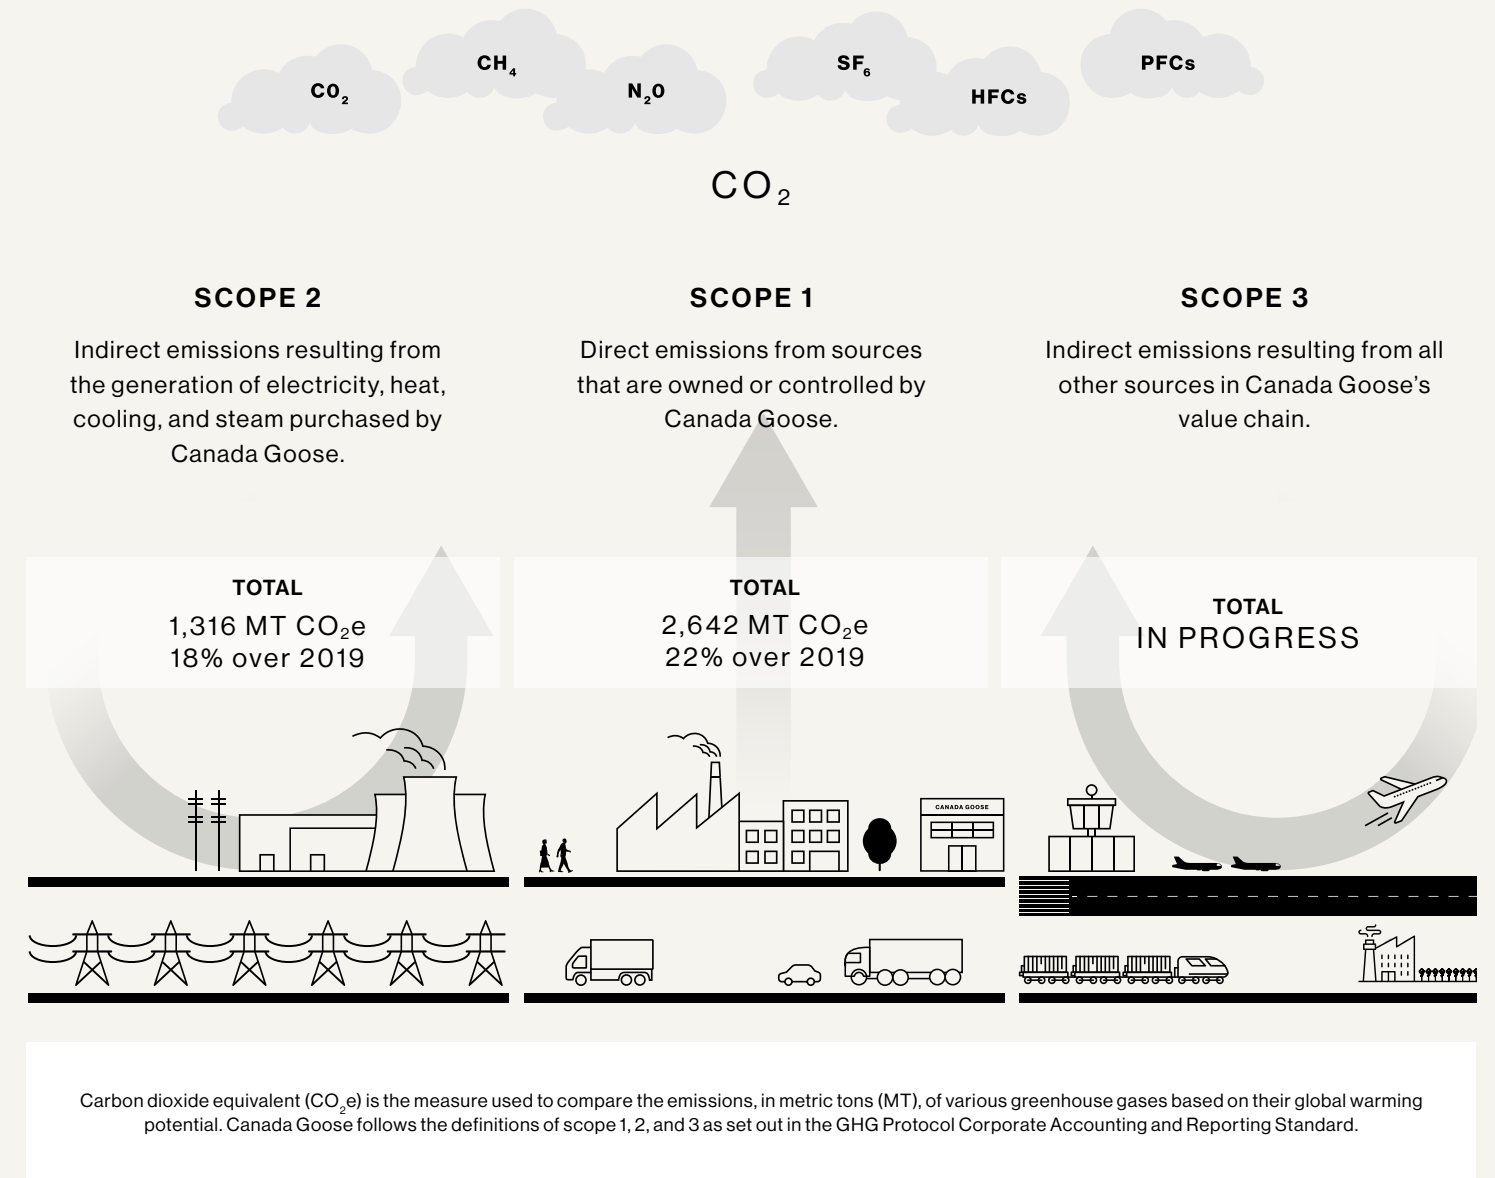 CO₂
CH₄
N₂O
SF₆
HFCs
PFCs
CO₂
SCOPE 2
Indirect emissions resulting from
the generation of electricity, heat,
cooling, and steam purchased by
Canada Goose.
TOTAL
1,316 MT CO₂e
18% over 2019
SCOPE 1
Direct emissions from sources
that are owned or controlled by
Canada Goose.
TOTAL
2,642 MT CO₂e
22% over 2019
CANADA GOOSE
SCOPE 3
Indirect emissions resulting from all
other sources in Canada Goose’s
value chain.
TOTAL
IN PROGRESS
Carbon dioxide equivalent (CO₂e) is the measure used to compare the emissions, in metric tons (MT), of various greenhouse gases based on their global warming
potential. Canada Goose follows the definitions of scope 1, 2, and 3 as set out in the GHG Protocol Corporate Accounting and Reporting Standard.